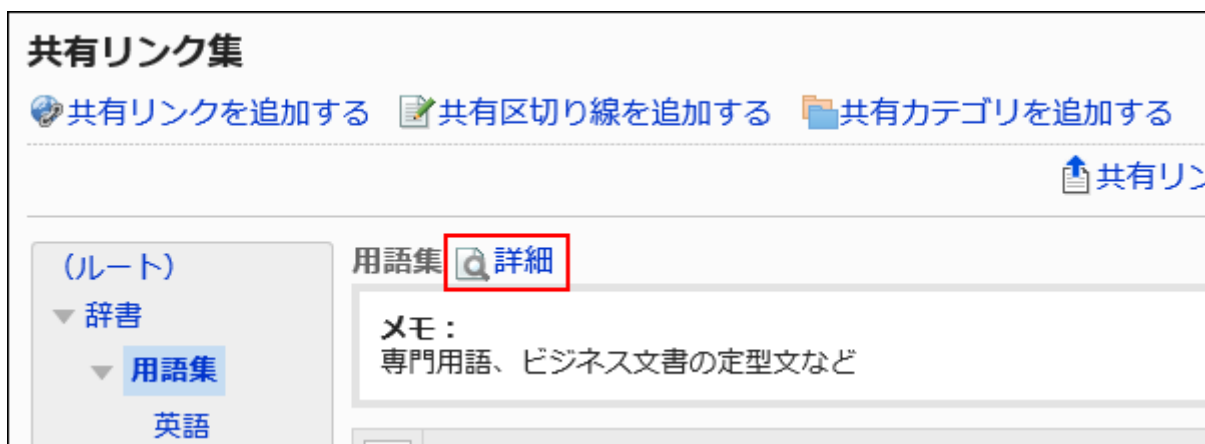 共有リンク集
共有リンクを追加する 共有区切り線を追加する 共有カテゴリを追加する
共有リン
(ルート)
用語集 詳細
辞書
メモ：
用語集
専門用語、ビジネス文書の定型文など
英語